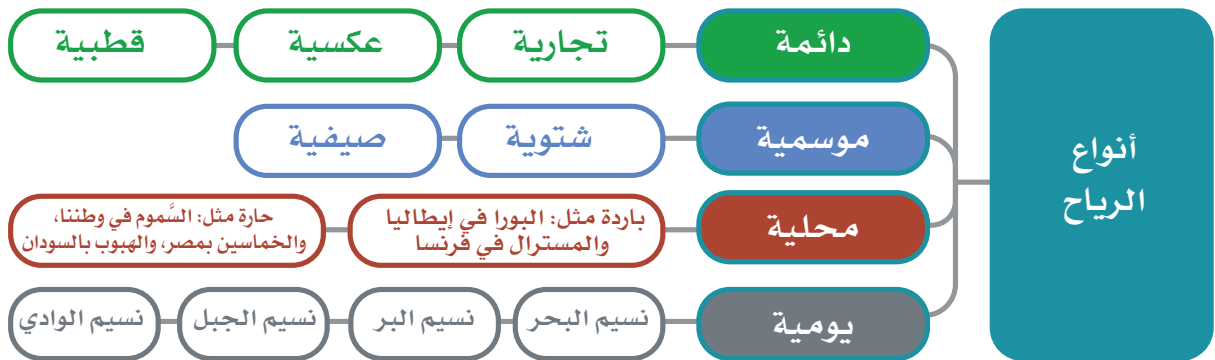 أنواع
الرياح
دائمة
تجارية
عكسية
قطبية
موسمية
شتوية
صيفية
محلية
باردة مثل: البورا في إيطاليا
والمسترال في فرنسا
حارة مثل: السَّموم في وطننا،
والخماسين بمصر، والهبوب بالسودان
يومية
نسيم البحر
نسيم البر
نسيم الجبل
نسيم الوادي